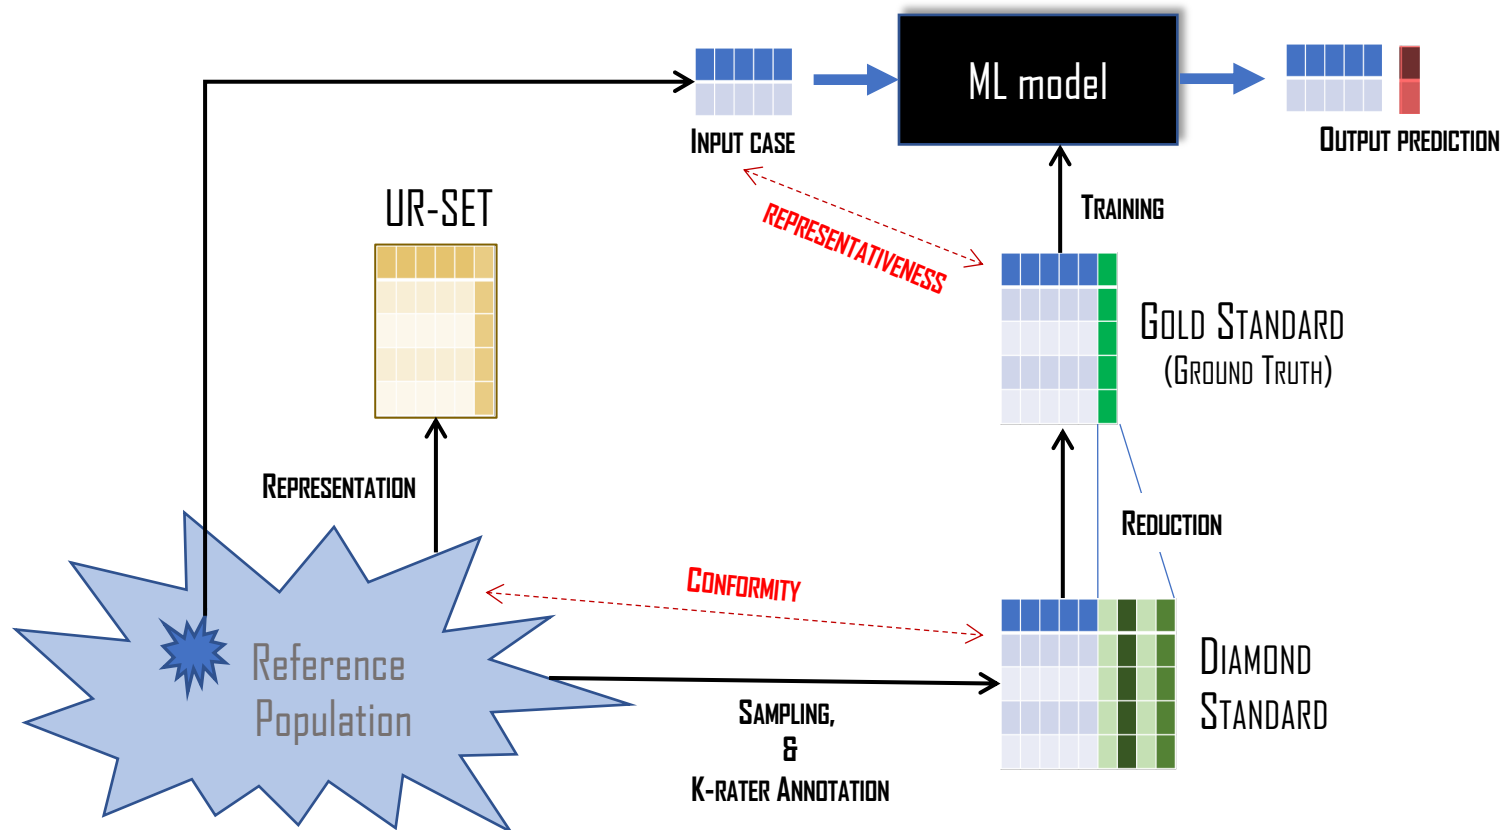 ML model
INPUT CASE
OUTPUT PREDICTION
UR-SET
TRAINING
REPRESENTATIVENESS
GOLD STANDARD
(GROUND TRUTH)
REPRESENTATION
REDUCTION
CONFORMITY
Reference
Population
DIAMOND
STANDARD
SAMPLING,
&
K-RATER ANNOTATION